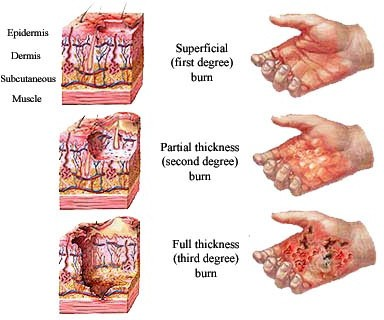 Epidermis
Dermis
Subcutaneous
Muscle
Superficial
(first degree)
burn
Partial thickness
(second degree)
burn
Full thickness
(third degree)
burn